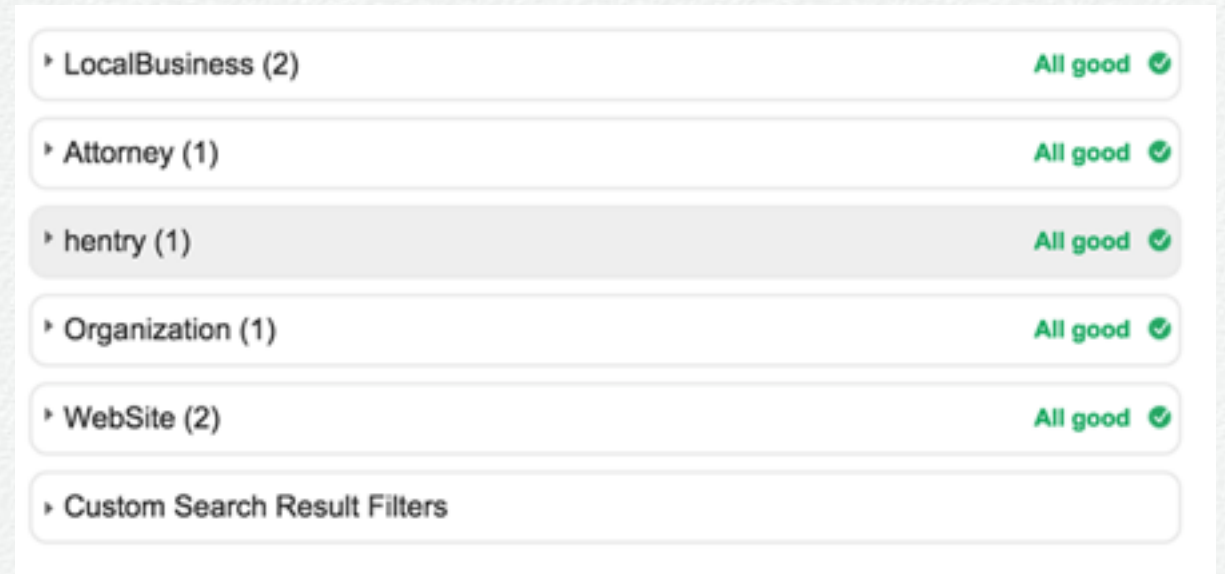 LocalBusiness (2) All good
Attorney (1) All good
hentry (1) All good
Organization (1) All good
WebSite (2) All good
Custom Search Result Filters